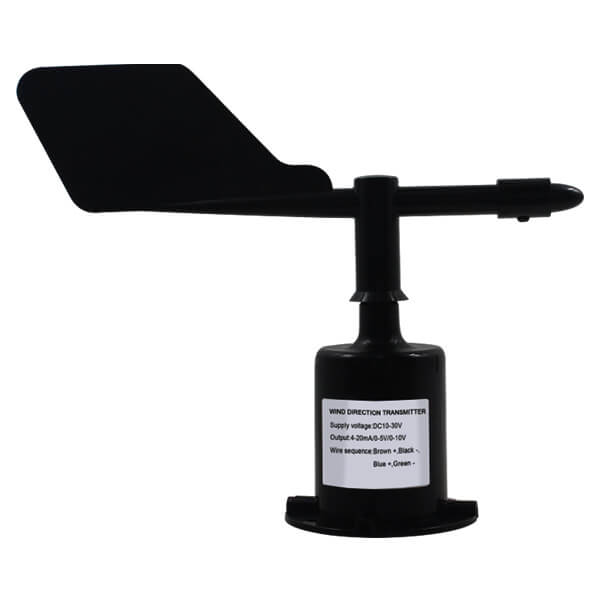 WIND DIRECTION TRANSMITTER
Supply voltage:DC10-30V
Output:4-20mA/0-5V/0-10V
Wire sequence:Brown +,Black -,
Blue +,Green -